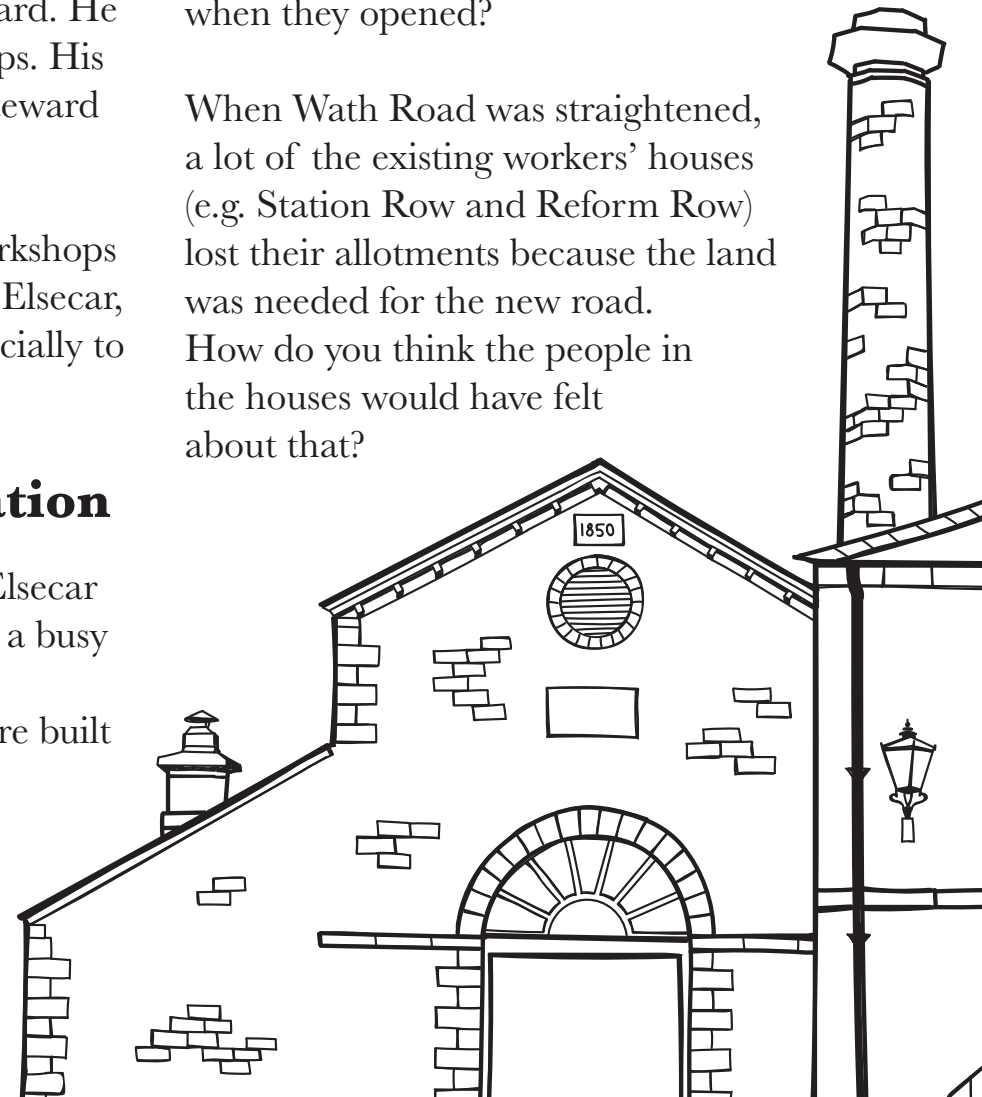 ard. He
ps. His
eward
rkshops
Elsecar,
cially to
ation
Elsecar
a busy
re built
when they opened?
When Wath Road was straightened,
a lot of the existing workers’ houses
(e.g. Station Row and Reform Row)
lost their allotments because the land
was needed for the new road.
How do you think the people in
the houses would have felt
about that?
1850